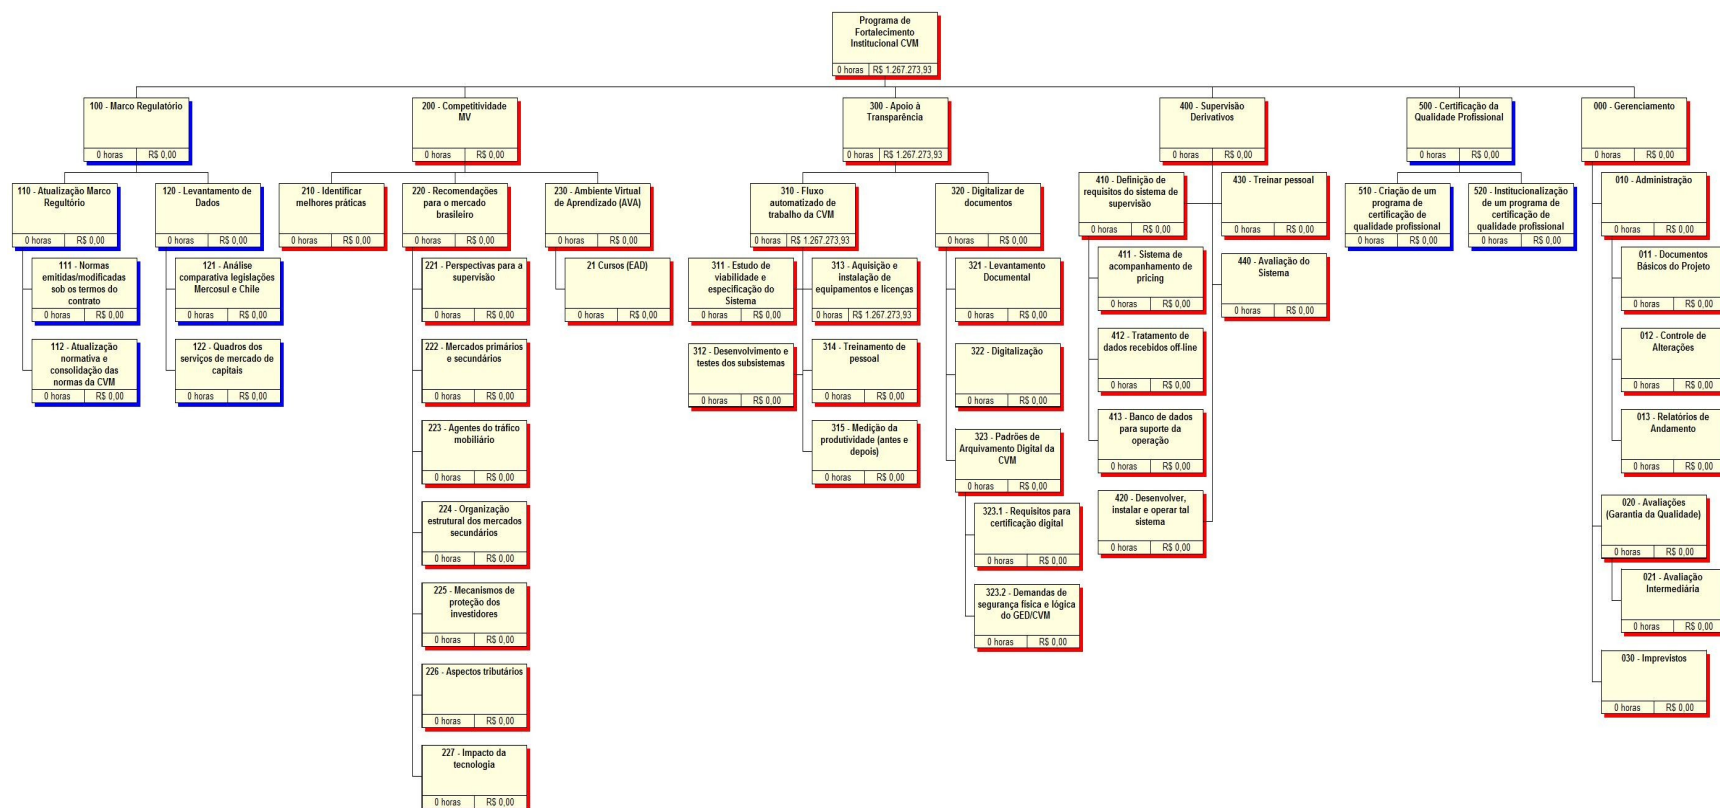 Programa de
Fortalecimento
Institucional CVM
0 horas R$ 1.267.273,93
100 - Marco Regulatório
0 horas R$ 0,00
200 - Competitividade
MV
0 horas R$ 0,00
300 - Apoio à
Transparência
0 horas R$ 1.267.273,93
400 - Supervisão
Derivativos
0 horas R$ 0,00
500 - Certificação da
Qualidade Profissional
0 horas R$ 0,00
000 - Gerenciamento
0 horas R$ 0,00
110 - Atualização Marco
Regultório
0 horas R$ 0,00
120 - Levantamento de
Dados
0 horas R$ 0,00
210 - Identificar
melhores práticas
0 horas R$ 0,00
220 - Recomendações
para o mercado
brasileiro
0 horas R$ 0,00
230 - Ambiente Virtual
de Aprendizado (AVA)
0 horas R$ 0,00
310 - Fluxo
automatizado de
trabalho da CVM
0 horas R$ 1.267.273,93
320 - Digitalizar de
documentos
0 horas R$ 0,00
410 - Definição de
requisitos do sistema de
supervisão
0 horas R$ 0,00
430 - Treinar pessoal
0 horas R$ 0,00
510 - Criação de um
programa de
certificação de
qualidade profissional
0 horas R$ 0,00
520 - Institucionalização
de um programa de
certificação de
qualidade profissional
0 horas R$ 0,00
010 - Administração
0 horas R$ 0,00
111 - Normas
emitidas/modificadas
sob os termos do
contrato
0 horas R$ 0,00
121 - Análise
comparativa legislações
Mercosul e Chile
0 horas R$ 0,00
221 - Perspectivas para a
supervisão
0 horas R$ 0,00
21 Cursos (EAD)
0 horas R$ 0,00
311 - Estudo de
viabilidade e
especificação do
Sistema
0 horas R$ 0,00
313 - Aquisição e
instalação de
equipamentos e licenças
0 horas R$ 1.267.273,93
321 - Levantamento
Documental
0 horas R$ 0,00
411 - Sistema de
acompanhamento de
pricing
0 horas R$ 0,00
440 - Avaliação do
Sistema
0 horas R$ 0,00
011 - Documentos
Básicos do Projeto
0 horas R$ 0,00
112 - Atualização
normativa e
consolidação das
normas da CVM
0 horas R$ 0,00
122 - Quadros dos
serviços de mercado de
capitais
0 horas R$ 0,00
222 - Mercados primários
e secundários
0 horas R$ 0,00
312 - Desenvolvimento e
testes dos subsistemas
0 horas R$ 0,00
314 - Treinamento de
pessoal
0 horas R$ 0,00
322 - Digitalização
0 horas R$ 0,00
412 - Tratamento de
dados recebidos off-line
0 horas R$ 0,00
012 - Controle de
Alterações
0 horas R$ 0,00
223 - Agentes do tráfico
mobiliário
0 horas R$ 0,00
315 - Medição da
produtividade (antes e
depois)
0 horas R$ 0,00
323 - Padrões de
Arquivamento Digital da
CVM
0 horas R$ 0,00
413 - Banco de dados
para suporte da
operação
0 horas R$ 0,00
013 - Relatórios de
Andamento
0 horas R$ 0,00
224 - Organização
estrutural dos mercados
secundários
0 horas R$ 0,00
323.1 - Requisitos para
certificação digital
0 horas R$ 0,00
420 - Desenvolver,
instalar e operar tal
sistema
0 horas R$ 0,00
020 - Avaliações
(Garantia da Qualidade)
0 horas R$ 0,00
225 - Mecanismos de
proteção dos
investidores
0 horas R$ 0,00
323.2 - Demandas de
segurança física e lógica
do GED/CVM
0 horas R$ 0,00
021 - Avaliação
Intermediária
0 horas R$ 0,00
226 - Aspectos tributários
0 horas R$ 0,00
030 - Imprevistos
0 horas R$ 0,00
227 - Impacto da
tecnologia
0 horas R$ 0,00